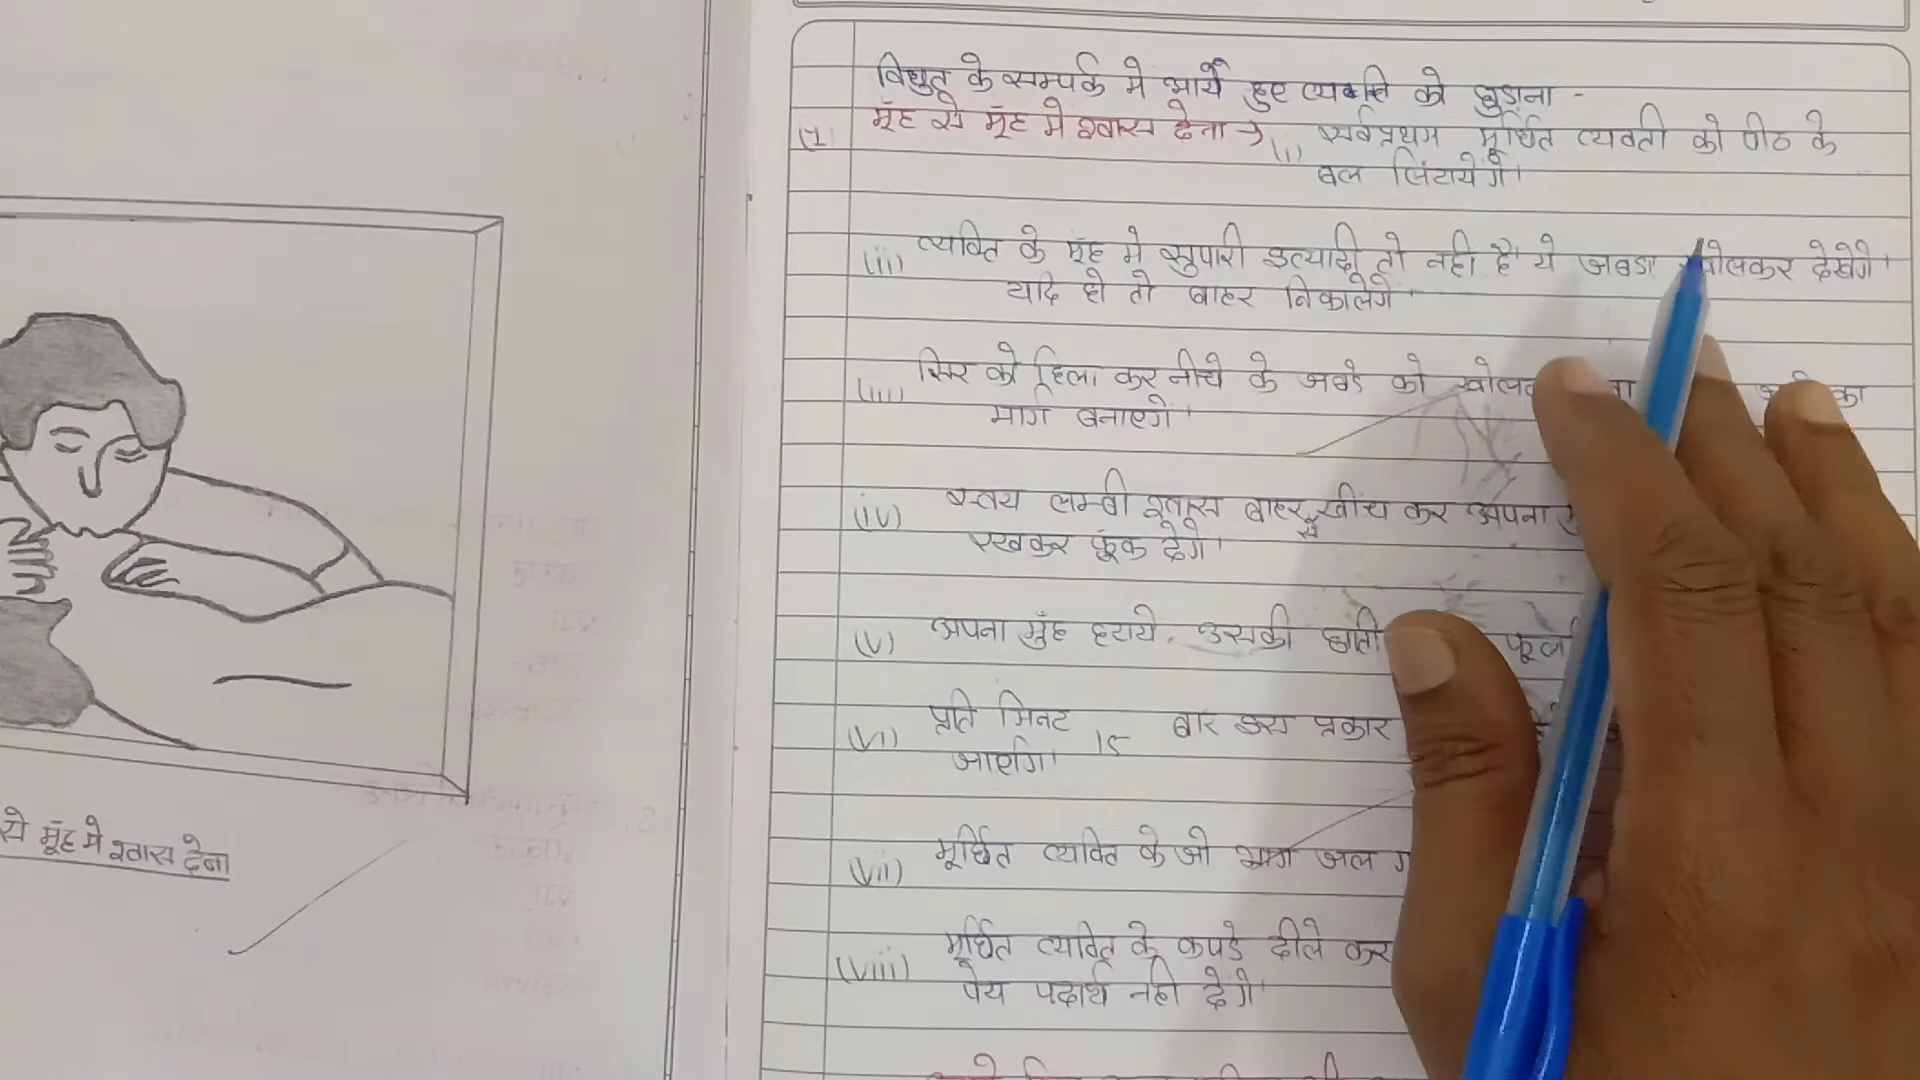 से मूँह मे श्वास देना
विधुत के सम्पर्क मे आये हुए व्यक्ति को छुड़ाना -
(1) मूँह से मूँह मे श्वास देना → (i) सर्वप्रथम मूर्छित व्यक्ती को पीठ के
बल लिटायेगे।
(ii) व्यक्ति के मूँह मे सुपारी इत्यादी तो नही है ये जबडा खोलकर देखेगे।
यदि हो तो बाहर निकालेगे।
(iii) सिर को हिला कर नीचे के जबडे को का
मार्ग बनाएगे।
(iv) स्वय लम्बी श्वास बाहर से खीच कर अपना
रखकर फूंक देगे।
(v) अपना मुँह हटाये, उसकी छाती
(vi) प्रति मिनट 15 बार इस प्रकार
जाएगि।
(vii) मूर्छित व्यक्ति के जो भाग जल
(viii) मूर्छित व्यक्ति के कपडे ढीले कर
पेय पदार्थ नही देगे।